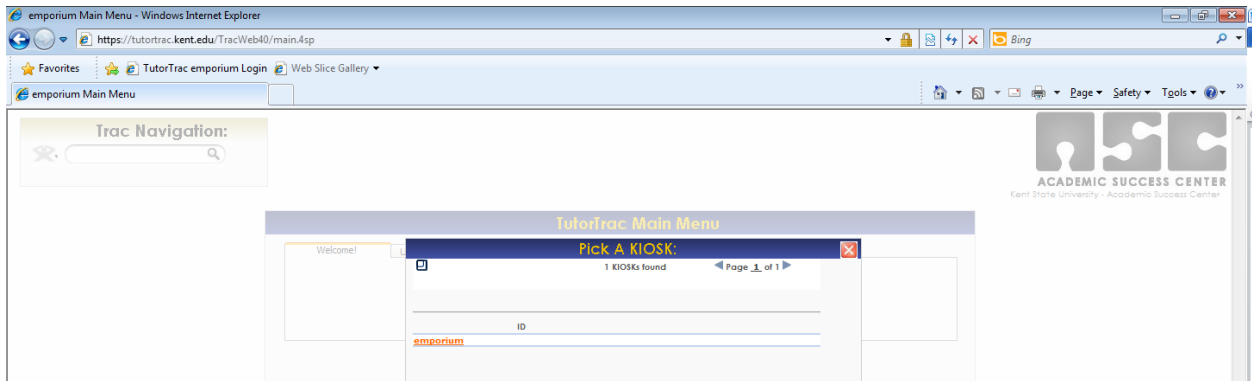 emporium Main Menu - Windows Internet Explorer
https://tutortrac.kent.edu/TracWeb40/main.4sp
Bing
Favorites TutorTrac emporium Login Web Slice Gallery
emporium Main Menu Page Safety Tools
Trac Navigation:
ACADEMIC SUCCESS CENTER
Kent State University - Academic Success Center
TutorTrac Main Menu
Welcome!
Pick A KIOSK:
1 KIOSKs found Page 1 of 1
ID
emporium